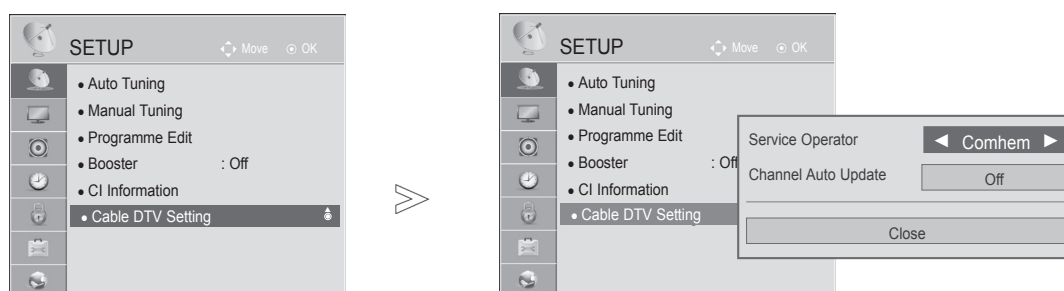 SETUP
Move OK
• Auto Tuning
• Manual Tuning
• Programme Edit
• Booster : Off
• CI Information
• Cable DTV Setting
SETUP
Move OK
• Auto Tuning
• Manual Tuning
• Programme Edit
• Booster : Off
• CI Information
• Cable DTV Setting
Service Operator ◀ Comhem ▶
Channel Auto Update Off
Close